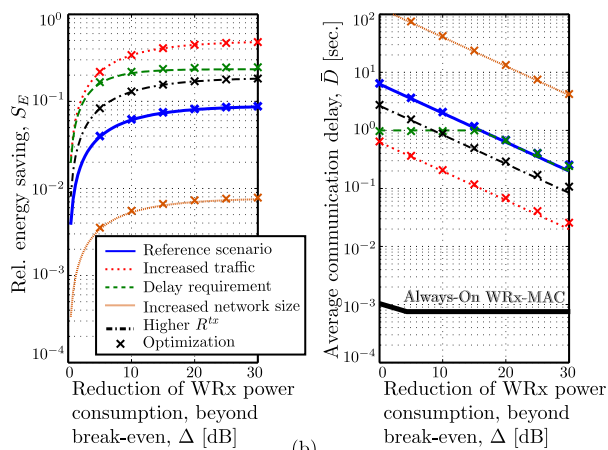 Rel. energy saving, S_E
10^0
10^{-1}
10^{-2}
10^{-3}
10^{-4}
0
10
20
30
Reference scenario
Increased traffic
Delay requirement
Increased network size
Higher R^{tx}
Optimization
Reduction of WRx power
consumption, beyond
break-even, Δ [dB]
(b)
Average communication delay, D̄ [sec.]
10^2
10^1
10^0
10^{-1}
10^{-2}
10^{-3}
10^{-4}
Always-On WRx-MAC
0
10
20
30
Reduction of WRx power
consumption, beyond
break-even, Δ [dB]